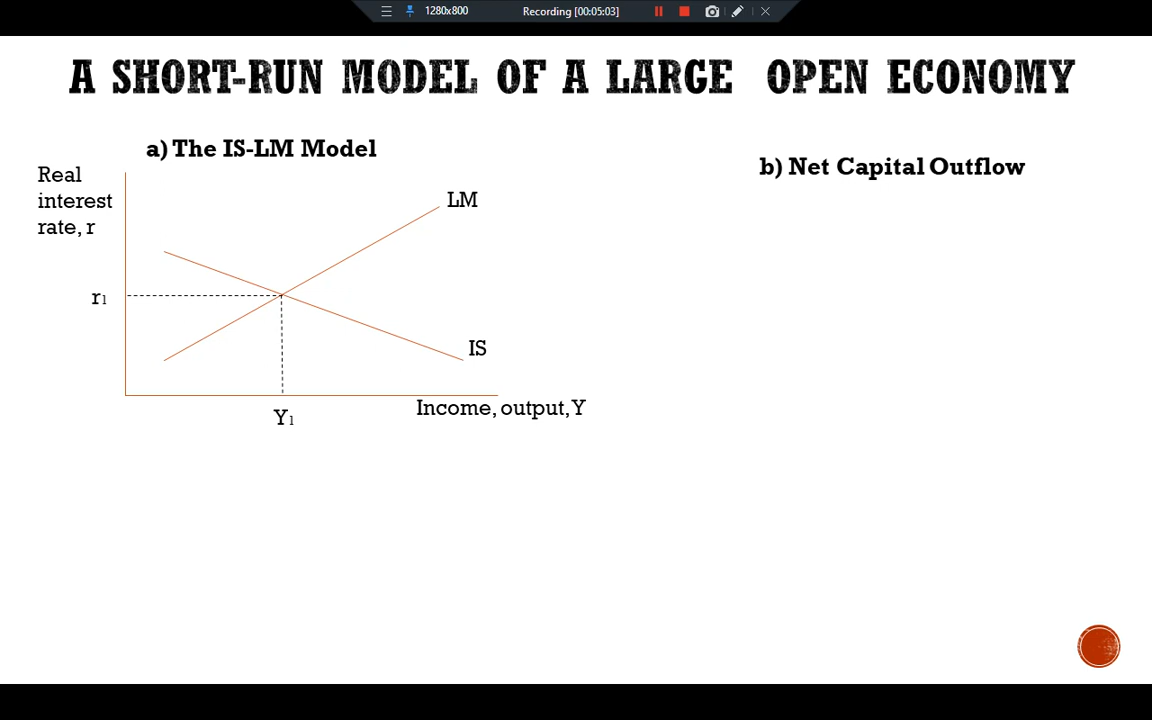 1280x800
Recording [00:05:03]
A SHORT-RUN MODEL OF A LARGE OPEN ECONOMY
a) The IS-LM Model
b) Net Capital Outflow
Real
interest
rate, r
LM
r1
IS
Income, output, Y
Y1